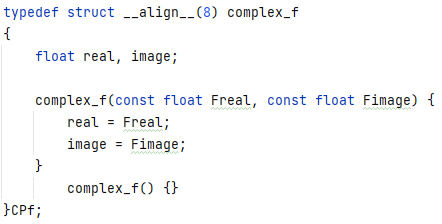 typedef struct __align__(8) complex_f
{
    float real, image;

    complex_f(const float Freal, const float Fimage) {
        real = Freal;
        image = Fimage;
    }
        complex_f() {}
}CPf;